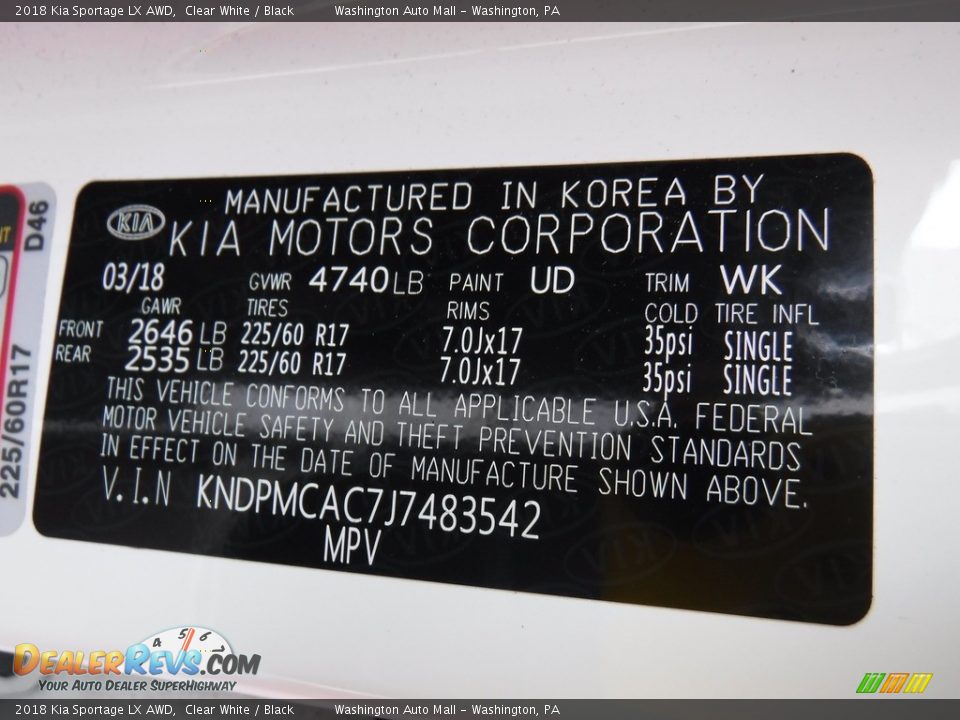 2018 Kia Sportage LX AWD, Clear White / Black Washington Auto Mall - Washington, PA
D46
225/60R17
KIA
MANUFACTURED IN KOREA BY
KIA MOTORS CORPORATION
03/18 GVWR 4740LB PAINT UD TRIM WK
GAWR TIRES RIMS COLD TIRE INFL
FRONT 2646 LB 225/60 R17 7.0Jx17 35psi SINGLE
REAR 2535 LB 225/60 R17 7.0Jx17 35psi SINGLE
THIS VEHICLE CONFORMS TO ALL APPLICABLE U.S.A. FEDERAL
MOTOR VEHICLE SAFETY AND THEFT PREVENTION STANDARDS
IN EFFECT ON THE DATE OF MANUFACTURE SHOWN ABOVE.
V.I.N KNDPMCAC7J7483542
MPV
4 5 6
DEALERREVS.COM
YOUR AUTO DEALER SUPERHIGHWAY
2018 Kia Sportage LX AWD, Clear White / Black Washington Auto Mall - Washington, PA